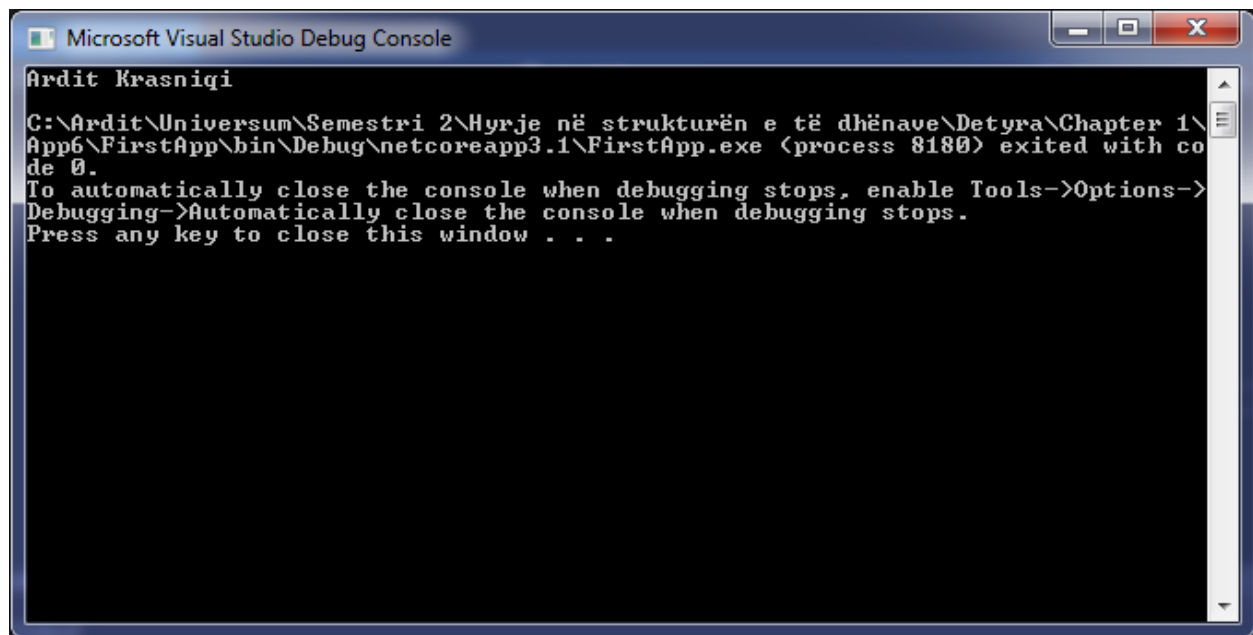 Microsoft Visual Studio Debug Console
Ardit Krasniqi
C:\Ardit\Universum\Semestri 2\Hyrje në strukturën e të dhënave\Detyra\Chapter 1\
App6\FirstApp\bin\Debug\netcoreapp3.1\FirstApp.exe (process 8180) exited with co
de 0.
To automatically close the console when debugging stops, enable Tools->Options->
Debugging->Automatically close the console when debugging stops.
Press any key to close this window . . .